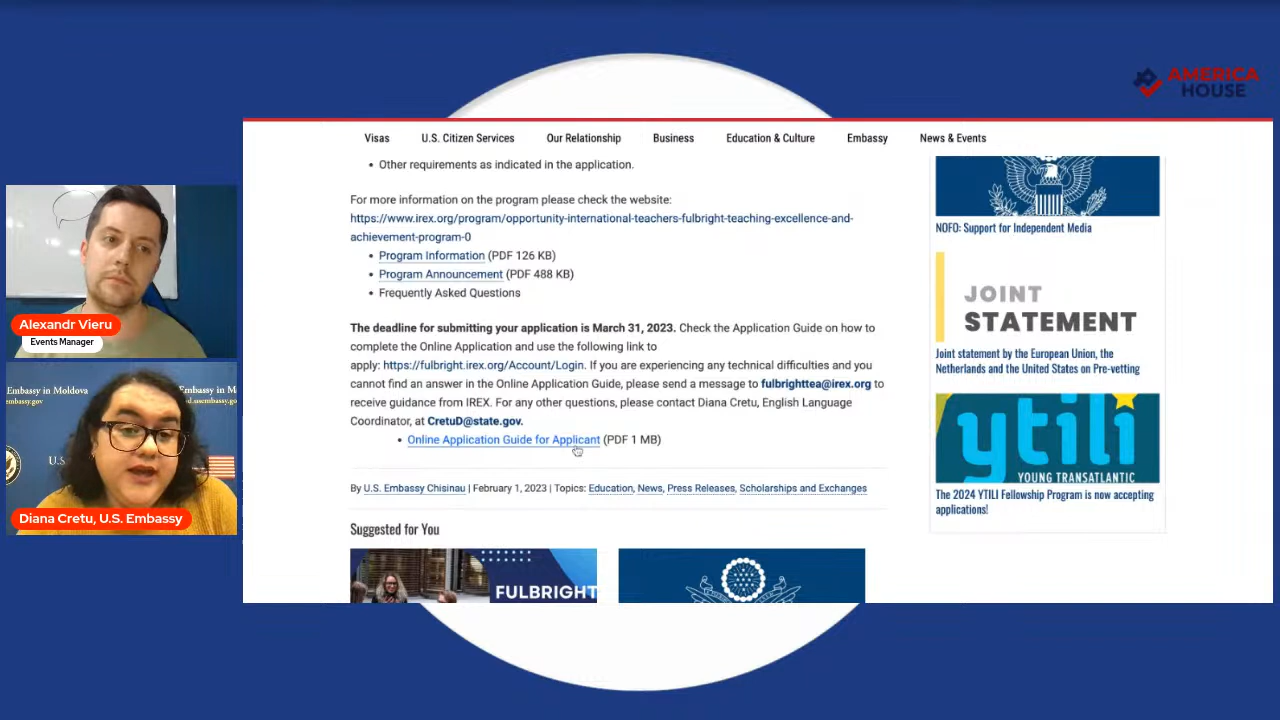 AMERICA
HOUSE
Visas U.S. Citizen Services Our Relationship Business Education & Culture Embassy News & Events
• Other requirements as indicated in the application.
For more information on the program please check the website:
https://www.irex.org/program/opportunity-international-teachers-fulbright-teaching-excellence-and-
achievement-program-0
• Program Information (PDF 126 KB)
• Program Announcement (PDF 488 KB)
• Frequently Asked Questions
The deadline for submitting your application is March 31, 2023. Check the Application Guide on how to
complete the Online Application and use the following link to
apply: https://fulbright.irex.org/Account/Login. If you are experiencing any technical difficulties and you
cannot find an answer in the Online Application Guide, please send a message to fulbrighttea@irex.org to
receive guidance from IREX. For any other questions, please contact Diana Cretu, English Language
Coordinator, at CretuD@state.gov.
• Online Application Guide for Applicant (PDF 1 MB)
By U.S. Embassy Chisinau | February 1, 2023 | Topics: Education, News, Press Releases, Scholarships and Exchanges
Suggested for You
FULBRIGHT
NOFO: Support for Independent Media
JOINT
STATEMENT
Joint statement by the European Union, the
Netherlands and the United States on Pre-vetting
ytili
YOUNG TRANSATLANTIC
The 2024 YTILI Fellowship Program is now accepting
applications!
Alexandr Vieru
Events Manager
Embassy in Moldova
embassy.gov
U.S.
Embassy in M
md.usembassy.gov
Diana Cretu, U.S. Embassy